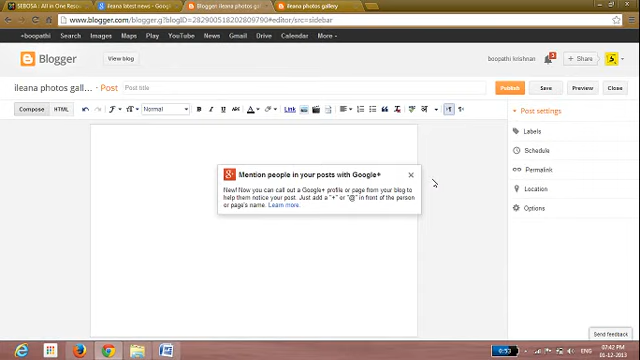 SEBOSA : All in One Reso
ileana latest news - Goog
Blogger: ileana photos gal
ileana photos gallery
www.blogger.com/blogger.g?blogID=282900518202809790#editor/src=sidebar
+boopathi Search Images Maps Play YouTube News Gmail Drive Calendar More
Blogger View blog boopathi krishnan Share
ileana photos gall... · Post Post title Publish Save Preview Close
Compose HTML Normal B I U ABC A Link
Post settings
Labels
Schedule
Permalink
Location
Options
Mention people in your posts with Google+
New! Now you can call out a Google+ profile or page from your blog to
help them notice your post. Just add a "+" or "@" in front of the person
or page's name. Learn more.
Send feedback
ENG
07:42 PM
01-12-2013